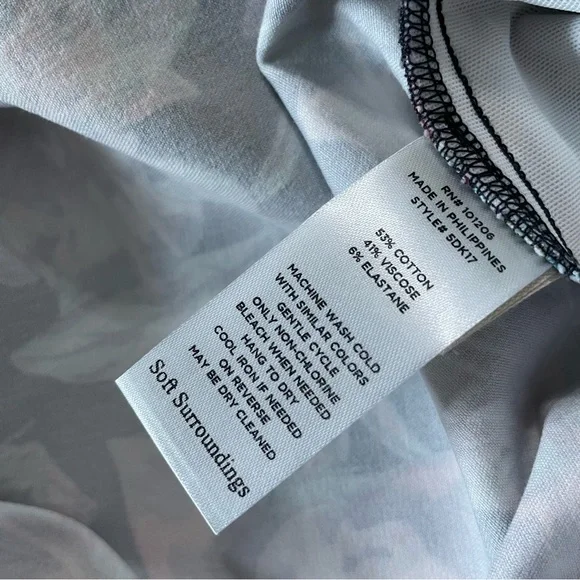 RN# 101206
MADE IN PHILIPPINES
STYLE# 5DK17
53% COTTON
41% VISCOSE
6% ELASTANE
MACHINE WASH COLD
WITH SIMILAR COLORS
GENTLE CYCLE
ONLY NON-CHLORINE
BLEACH WHEN NEEDED
HANG TO DRY
COOL IRON IF NEEDED
ON REVERSE
MAY BE DRY CLEANED
Soft Surroundings